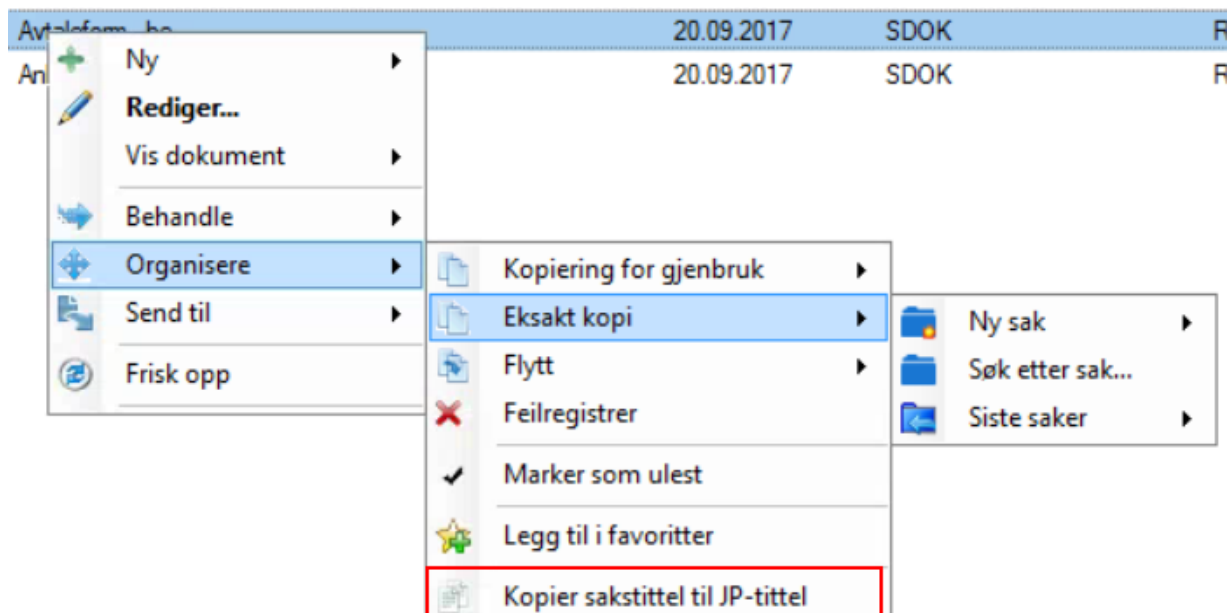 20.09.2017 SDOK
20.09.2017 SDOK
Ny
Rediger...
Vis dokument
Behandle
Organisere
Send til
Frisk opp
Kopiering for gjenbruk
Eksakt kopi
Flytt
Feilregistrer
Marker som ulest
Legg til i favoritter
Kopier sakstittel til JP-tittel
Ny sak
Søk etter sak...
Siste saker